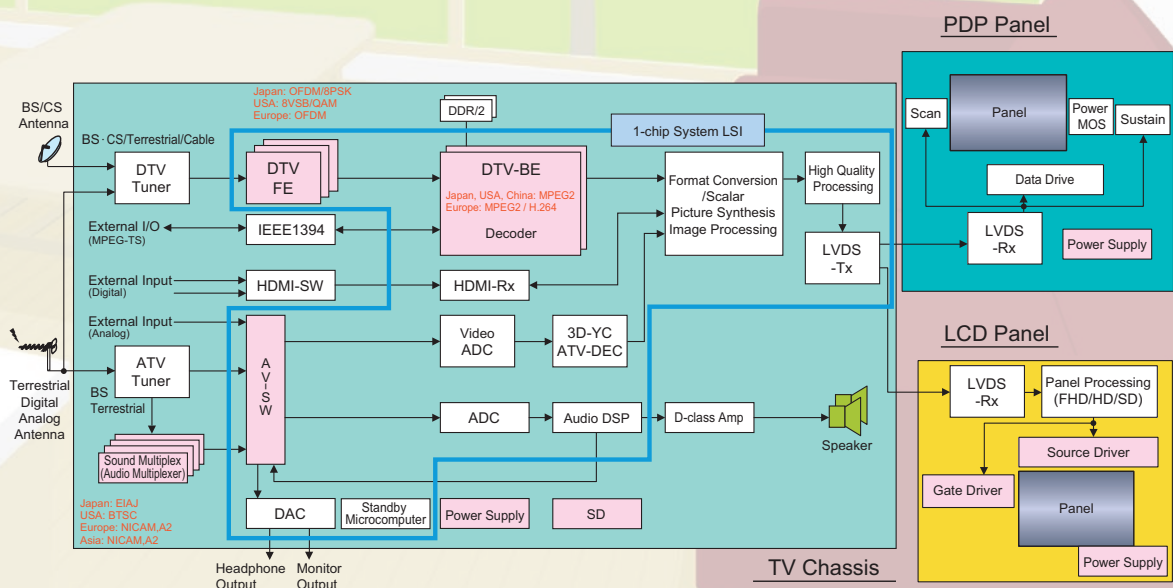 PDP Panel
BS/CS
Antenna
Japan: OFDM/8PSK
USA: 8VSB/QAM
Europe: OFDM
DDR/2
1-chip System LSI
BS · CS/Terrestrial/Cable
DTV
Tuner
DTV
FE
DTV-BE
Japan, USA, China: MPEG2
Europe: MPEG2 / H.264
Decoder
Format Conversion
/Scalar
Picture Synthesis
Image Processing
High Quality
Processing
LVDS
-Tx
Scan
Panel
Power
MOS
Sustain
Data Drive
LVDS
-Rx
Power Supply
External I/O
(MPEG-TS)
IEEE1394
External Input
(Digital)
HDMI-SW
HDMI-Rx
External Input
(Analog)
AV-SW
Video
ADC
3D-YC
ATV-DEC
Terrestrial
Digital
Analog
Antenna
ATV
Tuner
BS
Terrestrial
Sound Multiplex
(Audio Multiplexer)
ADC
Audio DSP
D-class Amp
Speaker
Japan: EIAJ
USA: BTSC
Europe: NICAM,A2
Asia: NICAM,A2
DAC
Standby
Microcomputer
Power Supply
SD
Headphone
Output
Monitor
Output
TV Chassis
LCD Panel
LVDS
-Rx
Panel Processing
(FHD/HD/SD)
Source Driver
Gate Driver
Panel
Power Supply